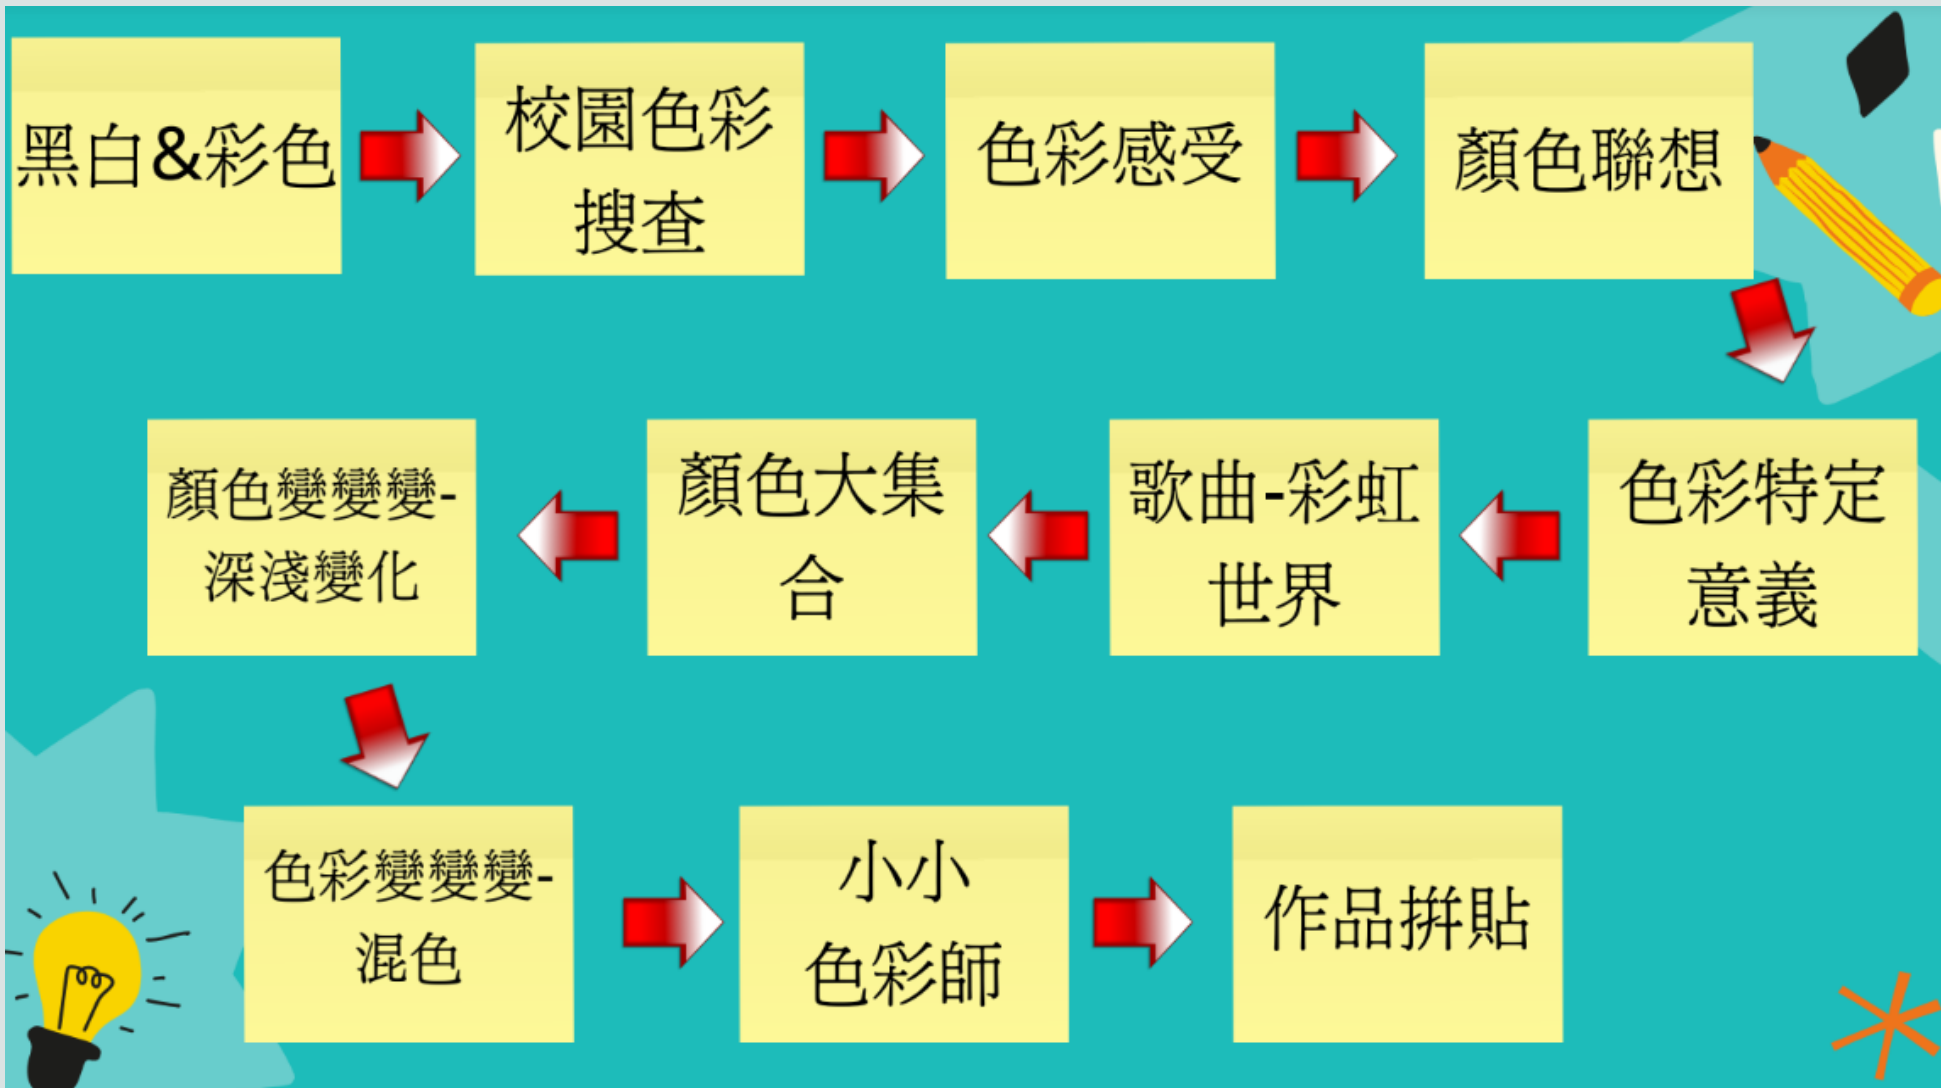 黑白&彩色
校園色彩
搜查
色彩感受
顏色聯想
色彩特定
意義
歌曲-彩虹
世界
顏色大集
合
顏色變變變-
深淺變化
色彩變變變-
混色
小小
色彩師
作品拼貼